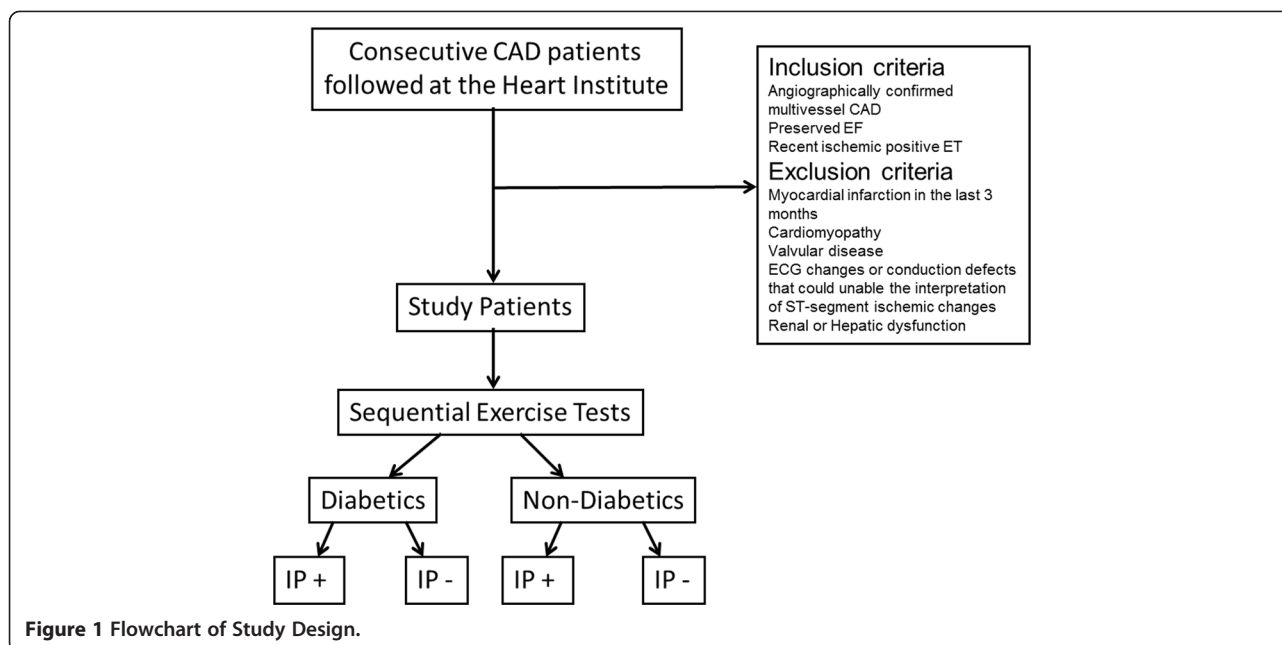 Consecutive CAD patients
followed at the Heart Institute
Inclusion criteria
Angiographically confirmed
multivessel CAD
Preserved EF
Recent ischemic positive ET
Exclusion criteria
Myocardial infarction in the last 3
months
Cardiomyopathy
Valvular disease
ECG changes or conduction defects
that could unable the interpretation
of ST-segment ischemic changes
Renal or Hepatic dysfunction
Study Patients
Sequential Exercise Tests
Diabetics
Non-Diabetics
IP +
IP -
IP +
IP -
Figure 1 Flowchart of Study Design.